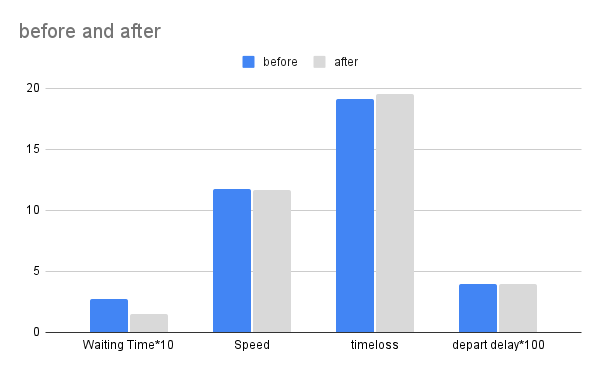 before and after
before after
20
15
10
5
0
Waiting Time*10 Speed timeloss depart delay*100